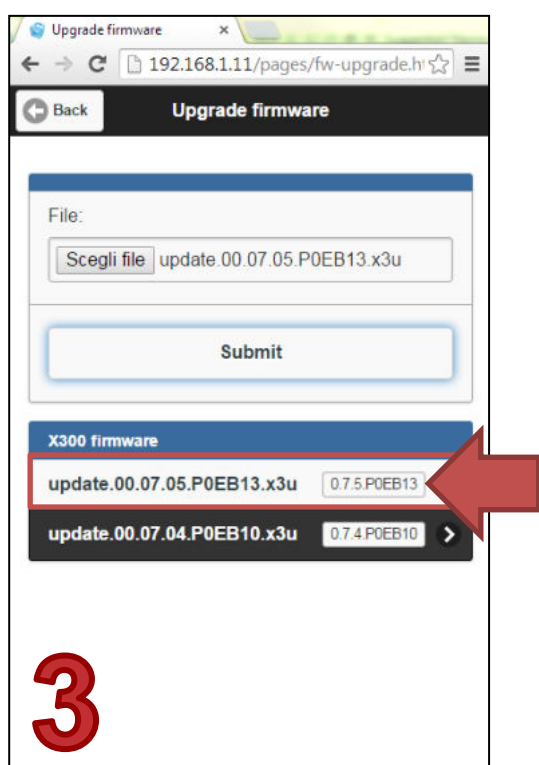 Upgrade firmware
192.168.1.11/pages/fw-upgrade.h
Back
Upgrade firmware
File:
Scegli file update.00.07.05.P0EB13.x3u
Submit
X300 firmware
update.00.07.05.P0EB13.x3u 0.7.5.P0EB13
update.00.07.04.P0EB10.x3u 0.7.4.P0EB10
3